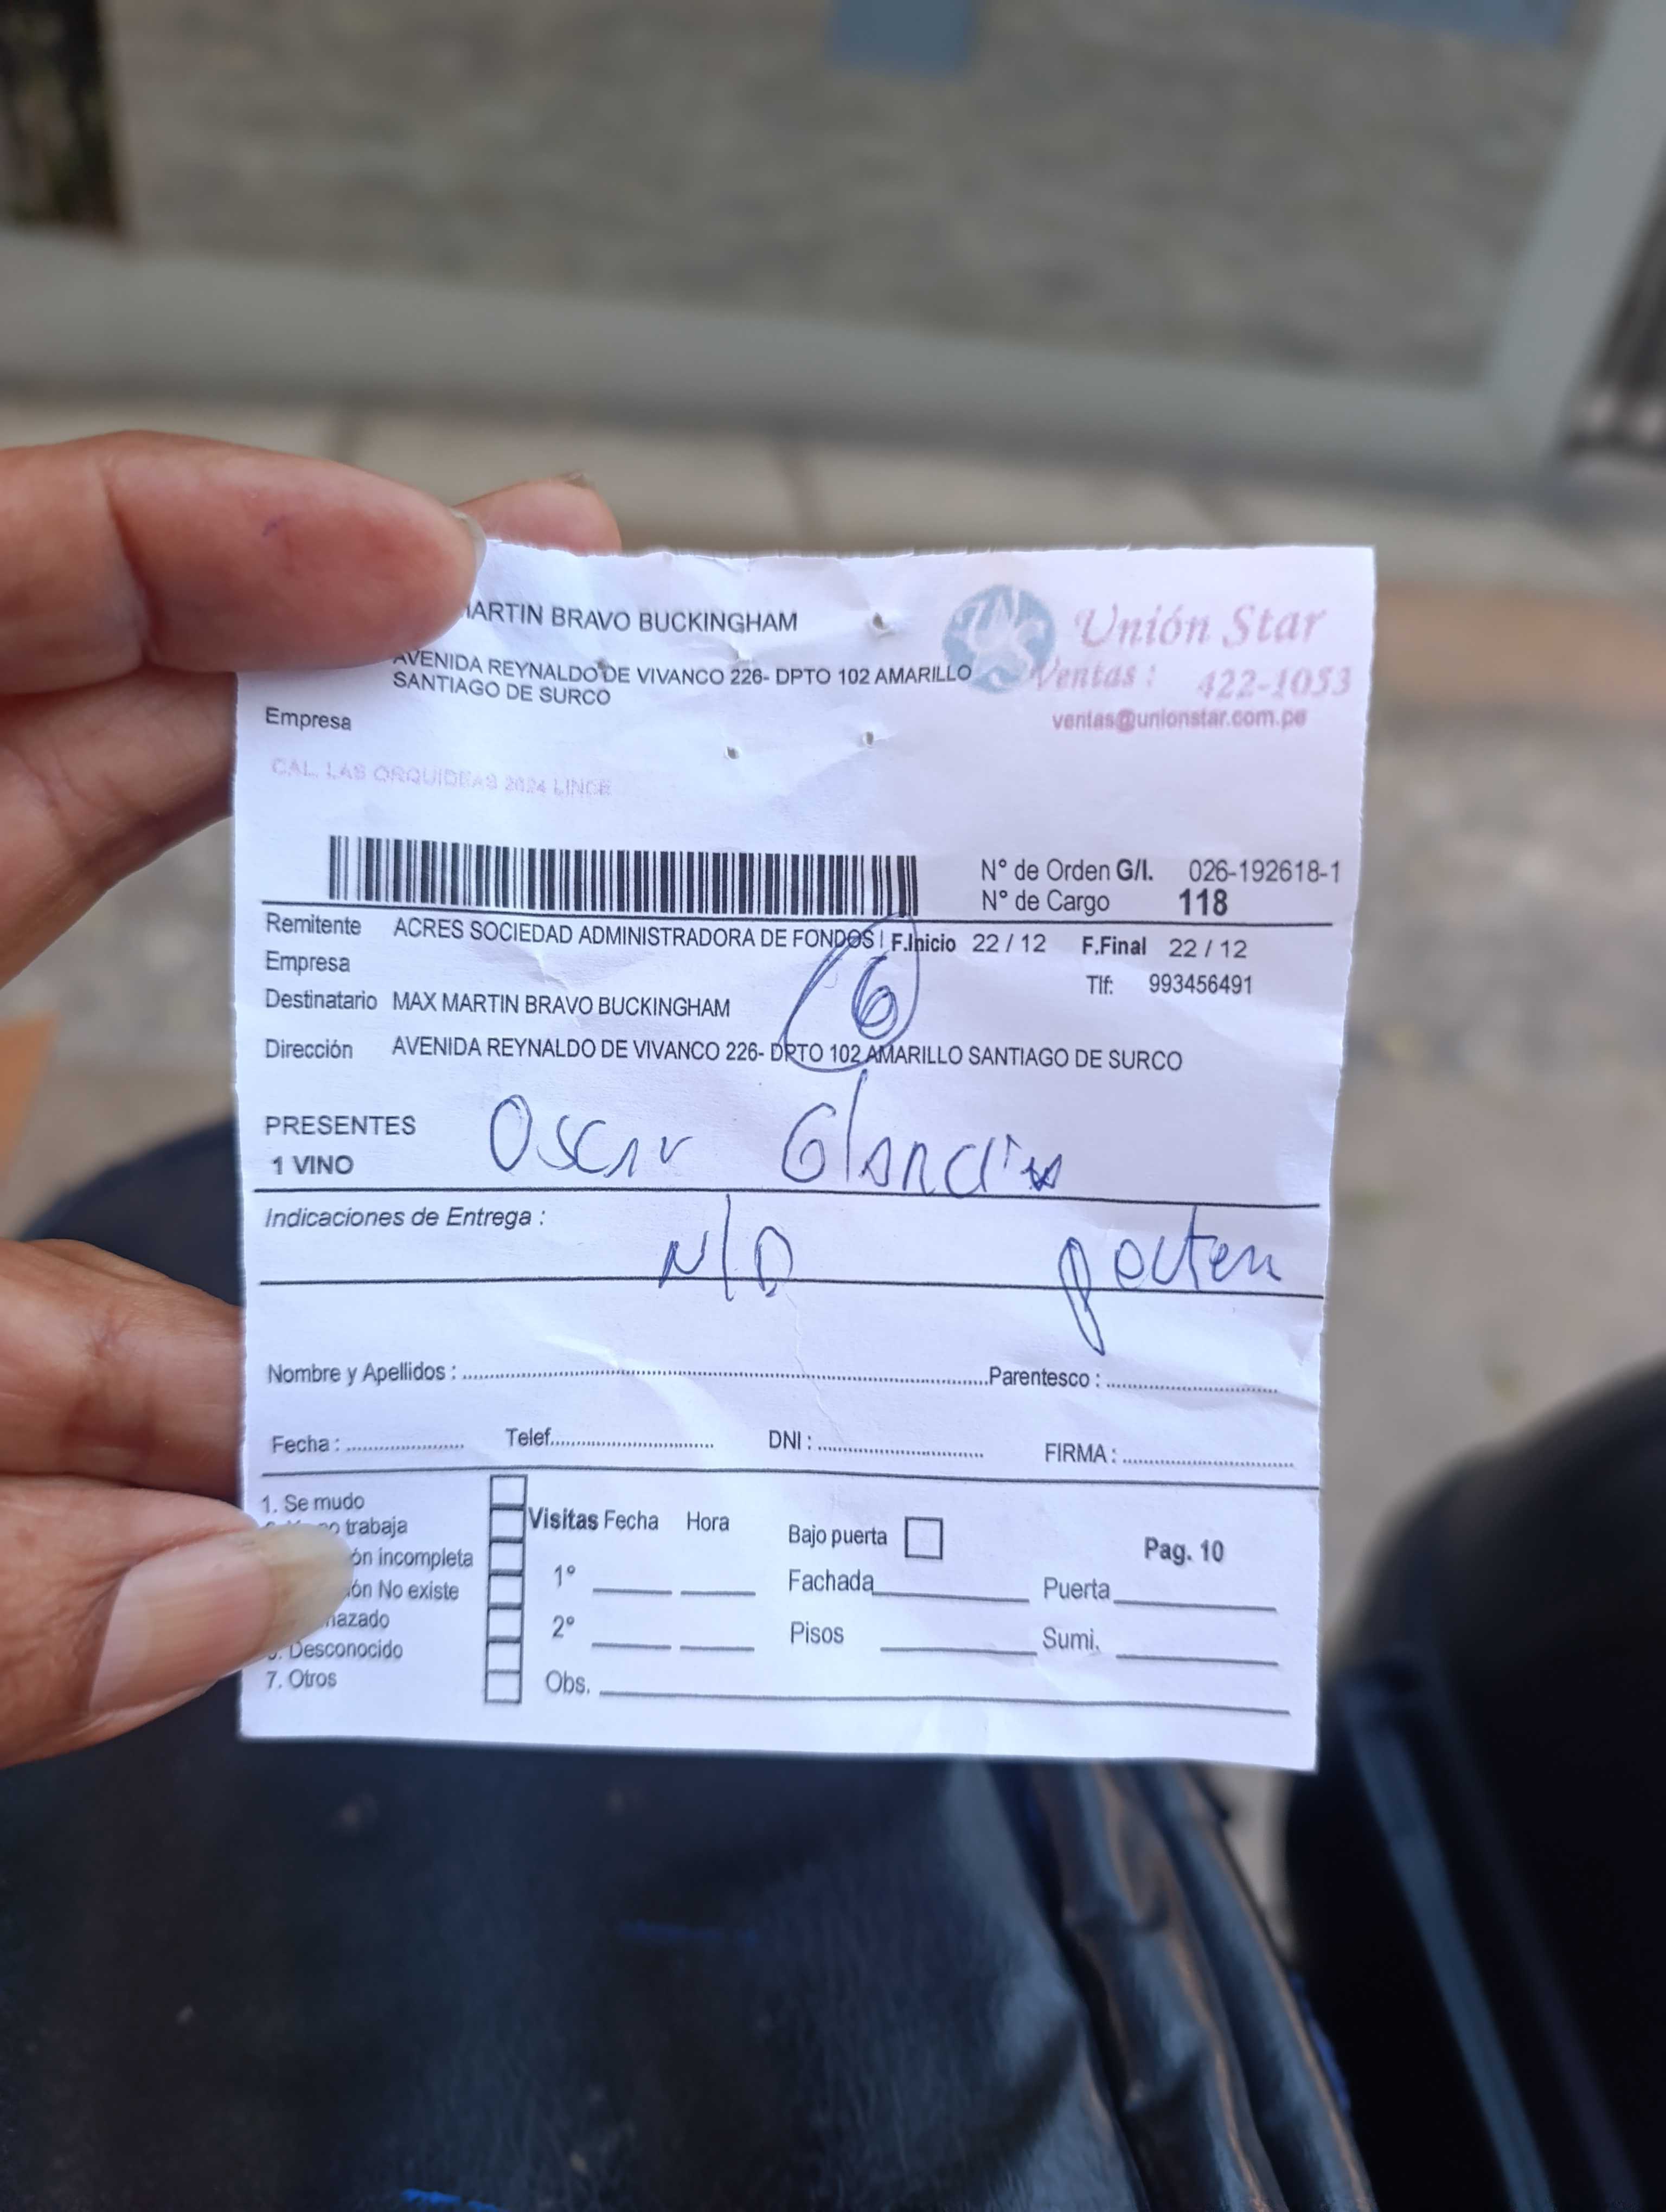 MARTIN BRAVO BUCKINGHAM
Unión Star
AVENIDA REYNALDO DE VIVANCO 226- DPTO 102 AMARILLO
SANTIAGO DE SURCO
Ventas : 422-1053
ventas@unionstar.com.pe
Empresa
CAL. LAS ORQUIDEAS 2624 LINCE
N° de Orden G/I. 026-192618-1
N° de Cargo 118
Remitente ACRES SOCIEDAD ADMINISTRADORA DE FONDOS I F.Inicio 22 / 12 F.Final 22 / 12
Empresa
Tlf: 993456491
6
Destinatario MAX MARTIN BRAVO BUCKINGHAM
Dirección AVENIDA REYNALDO DE VIVANCO 226- DPTO 102 AMARILLO SANTIAGO DE SURCO
PRESENTES Oscar
1 VINO
Indicaciones de Entrega :
N/D
Nombre y Apellidos : Parentesco :
Fecha : Telef. DNI : FIRMA :
1. Se mudo
trabaja
Visitas Fecha Hora
Bajo puerta
Pag. 10
ón incompleta
ón No existe
1° Fachada Puerta
hazado
2° Pisos Sumi.
Desconocido
7. Otros
Obs.